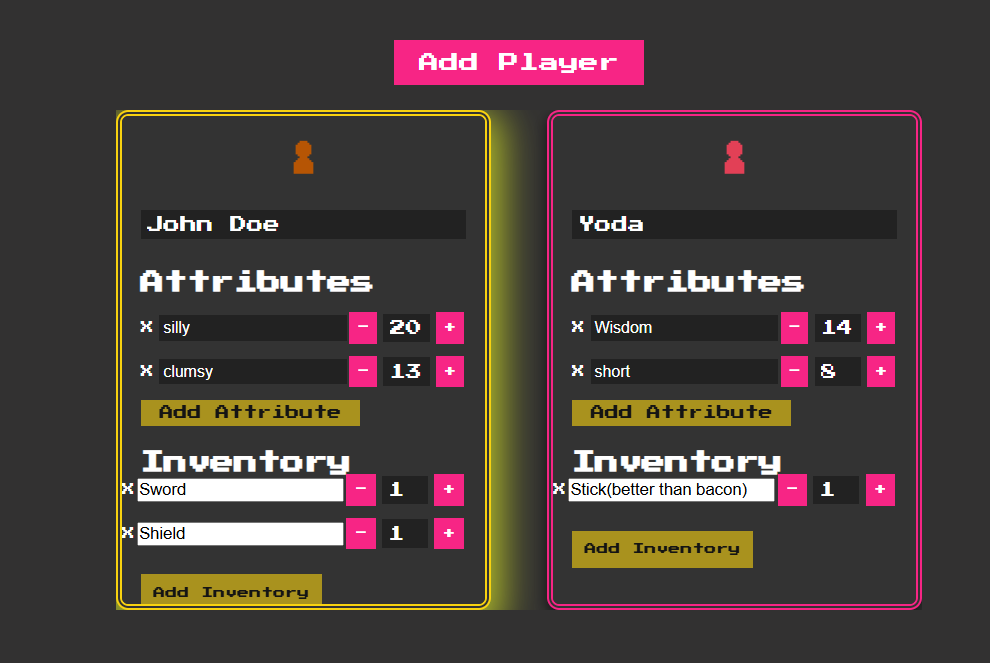 Add Player
John Doe
Attributes
X silly - 20 +
X clumsy - 13 +
Add Attribute
Inventory
X Sword - 1 +
X Shield - 1 +
Add Inventory
Yoda
Attributes
X Wisdom - 14 +
X short - 8 +
Add Attribute
Inventory
X Stick(better than bacon) - 1 +
Add Inventory